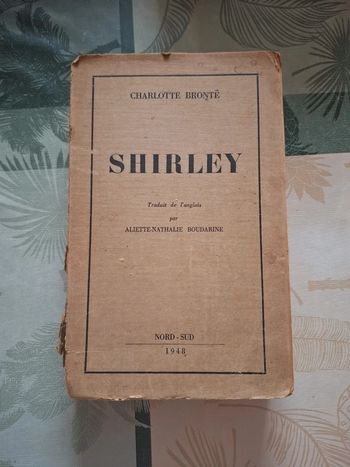 CHARLOTTE BRONTË
SHIRLEY
Traduit de l'anglais
par
ALIETTE-NATHALIE BOUDARINE
NORD - SUD
1948